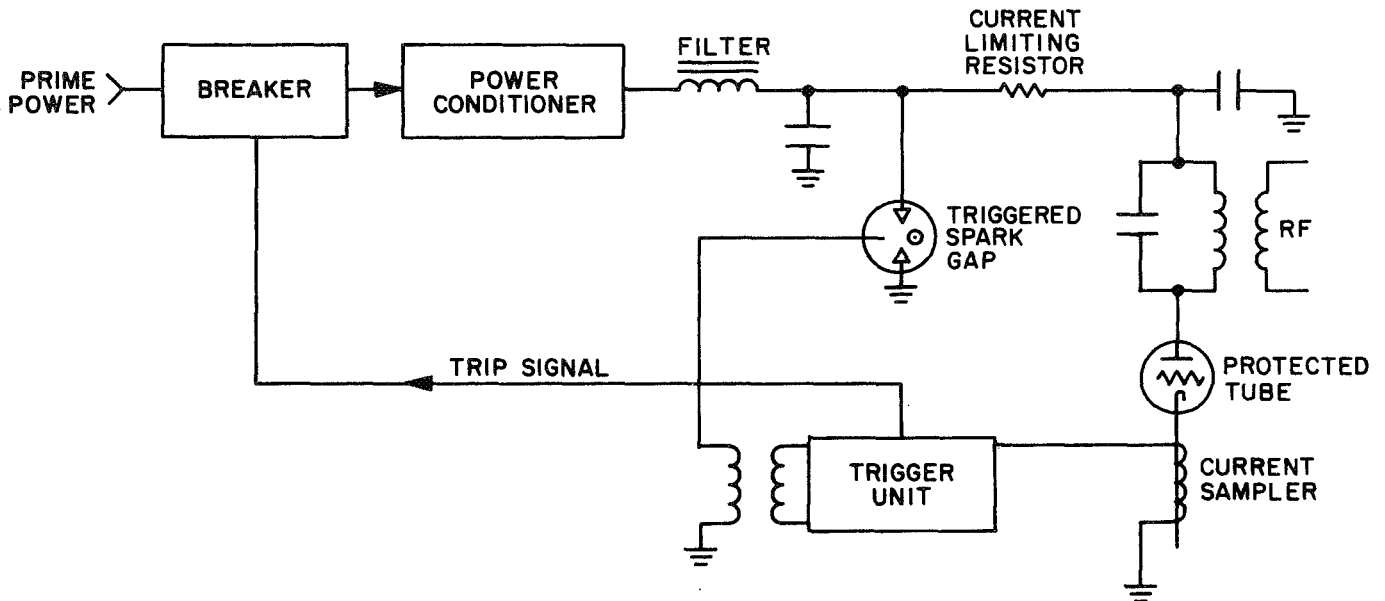 PRIME
POWER
BREAKER
POWER
CONDITIONER
FILTER
CURRENT
LIMITING
RESISTOR
TRIGGERED
SPARK
GAP
RF
TRIP SIGNAL
PROTECTED
TUBE
TRIGGER
UNIT
CURRENT
SAMPLER